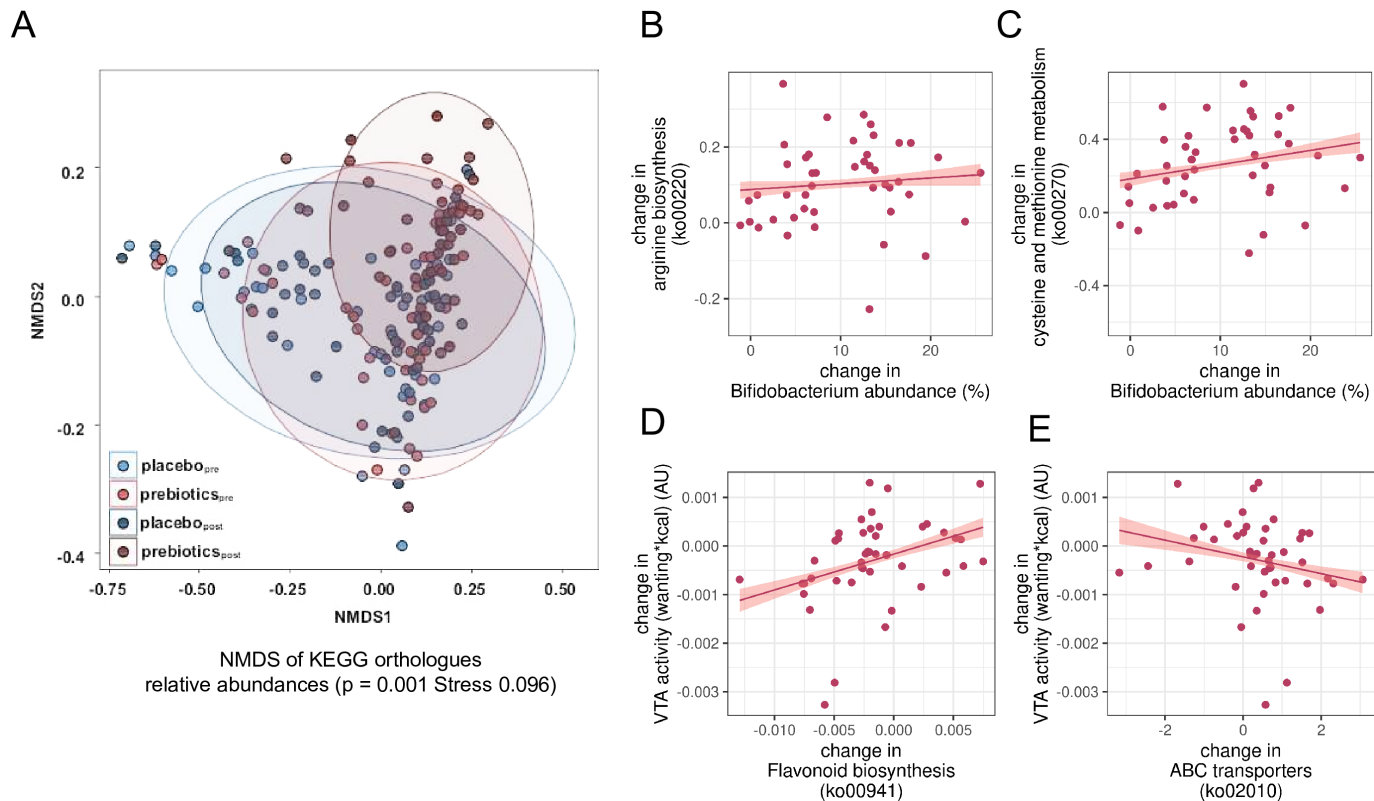 A
0.2
0.0
-0.2
-0.4
NMDS2
-0.75
-0.50
-0.25
0.00
0.25
0.50
NMDS1
placebopre
prebioticspre
placebopost
prebioticspost
NMDS of KEGG orthologues
relative abundances (p = 0.001 Stress 0.096)
B
change in
arginine biosynthesis
(ko00220)
0.2
0.0
-0.2
0
10
20
change in
Bifidobacterium abundance (%)
C
change in
cysteine and methionine metabolism
(ko00270)
0.4
0.0
-0.4
0
10
20
change in
Bifidobacterium abundance (%)
D
change in
VTA activity (wanting*kcal) (AU)
0.001
0.000
-0.001
-0.002
-0.003
-0.010
-0.005
0.000
0.005
change in
Flavonoid biosynthesis
(ko00941)
E
change in
VTA activity (wanting*kcal) (AU)
0.001
0.000
-0.001
-0.002
-0.003
-2
0
2
change in
ABC transporters
(ko02010)